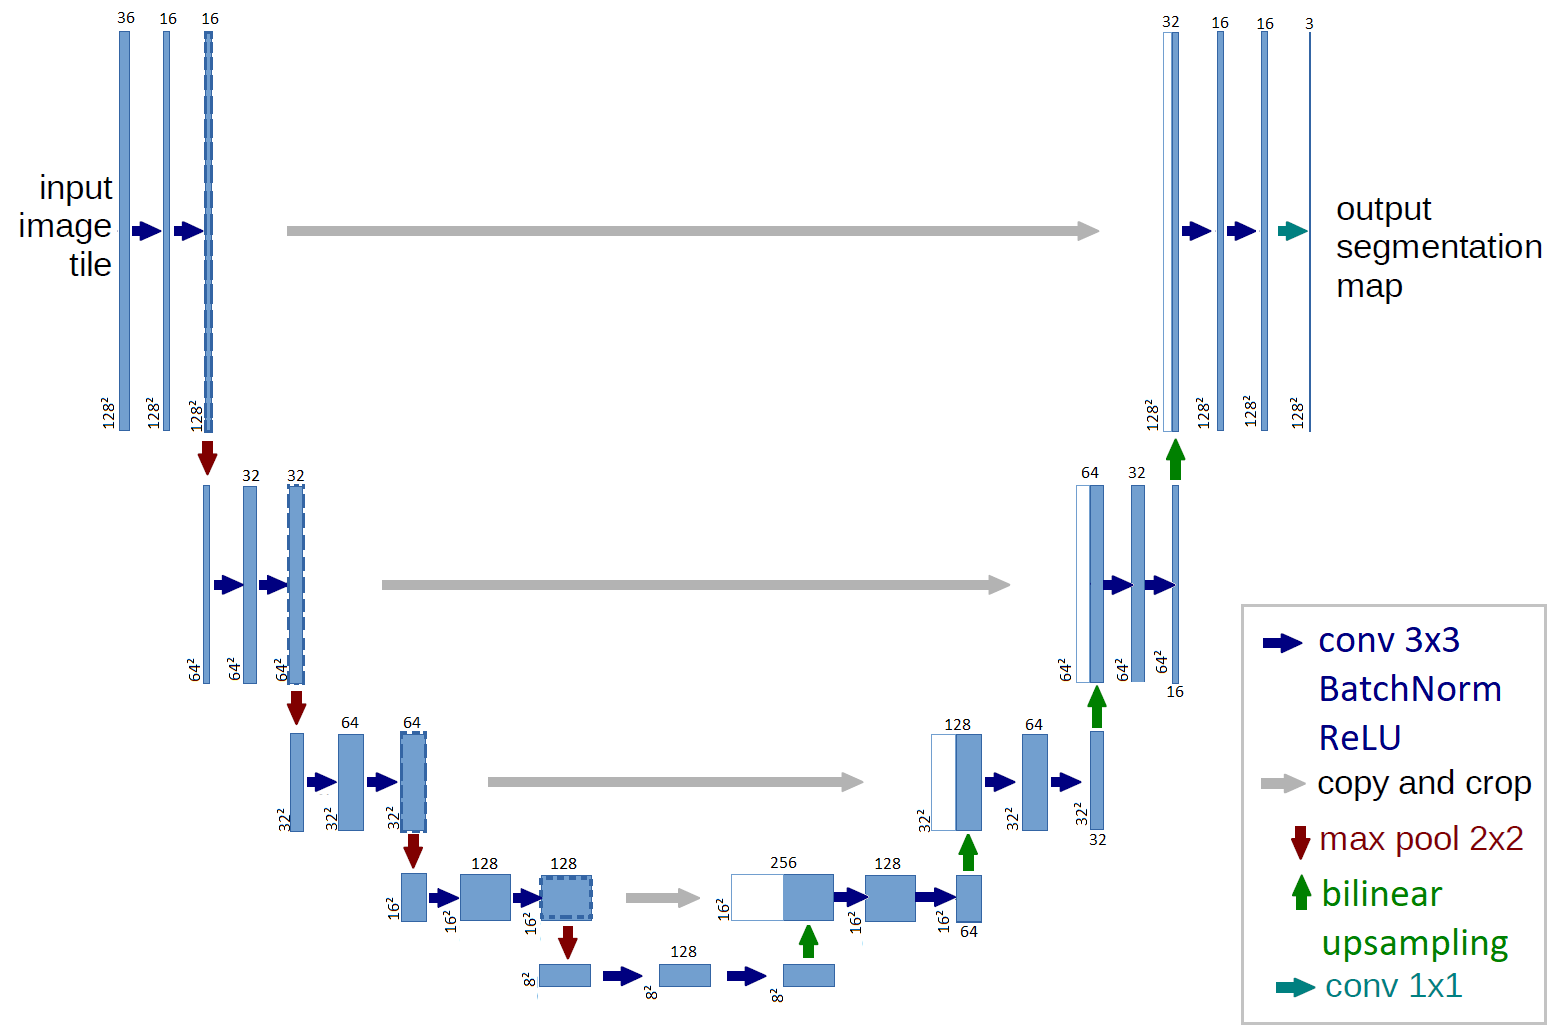 36 16 16
32 16 16 3
input
image
tile
output
segmentation
map
128² 128² 128²
128² 128² 128² 128²
32 32
64 32
64² 64² 64²
64² 64² 64²
16
64 64
128 64
32² 32² 32²
32² 32² 32²
32
128 128
256 128
16² 16² 16²
16² 16² 16²
64
128
8² 8² 8²
conv 3x3
BatchNorm
ReLU
copy and crop
max pool 2x2
bilinear
upsampling
conv 1x1